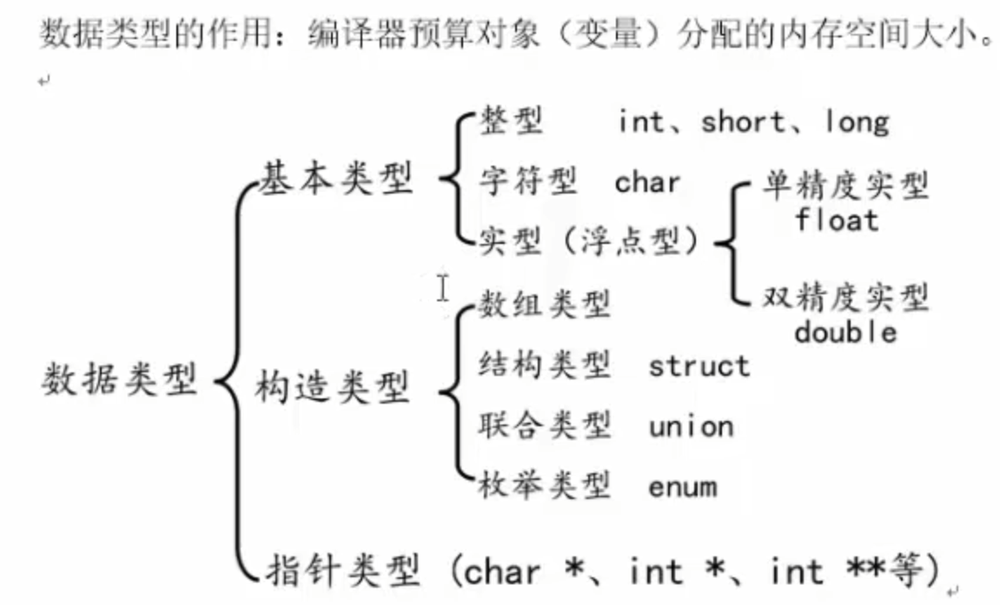 数据类型的作用：编译器预算对象（变量）分配的内存空间大小。
整型 int、short、long
基本类型
字符型 char
单精度实型
float
实型（浮点型）
双精度实型
double
数组类型
结构类型 struct
数据类型
构造类型
联合类型 union
枚举类型 enum
指针类型（char *、int *、int **等）